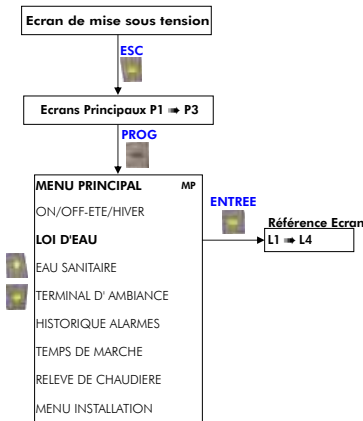 Ecran de mise sous tension
ESC
Ecrans Principaux P1 ➠ P3
PROG
MENU PRINCIPAL MP
ON/OFF-ETE/HIVER
ENTREE
Référence Ecran
LOI D'EAU
L1 ➠ L4
EAU SANITAIRE
TERMINAL D' AMBIANCE
HISTORIQUE ALARMES
TEMPS DE MARCHE
RELEVE DE CHAUDIERE
MENU INSTALLATION